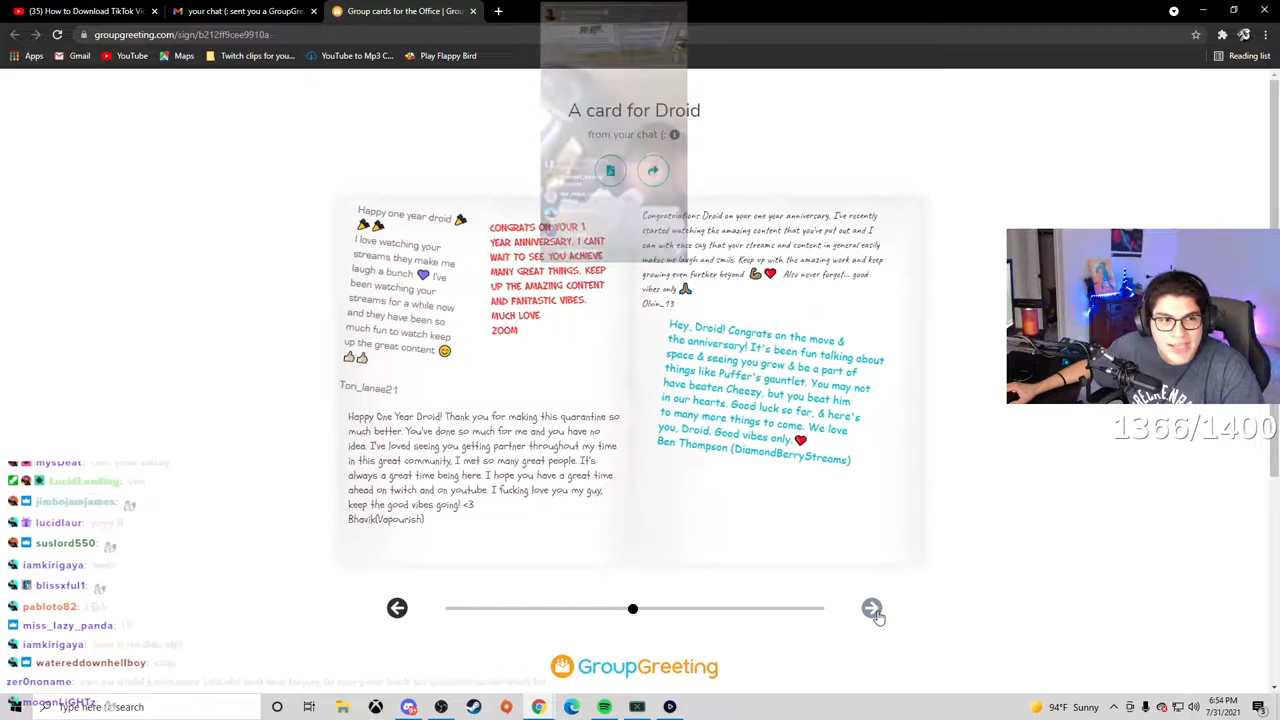 (3) How to Download TikTok Vid
your chat (: sent you a GroupGre
Group Cards for the Office | Gro
groupgreeting.com/sign/b212ff9cee9910a
Apps
Gmail
YouTube
Maps
Twitch clips for you...
YouTube to Mp3 C...
Play Flappy Bird
Reading list
A card for Droid
from your chat (:
Happy one year droid 🎉
🎉🎉
I love watching your
streams they make me
laugh a bunch 💜 I've
been watching your
streams for a while now
and they have been so
much fun to watch keep
up the great content 😊
👍👍
Tori_lanae21
CONGRATS ON YOUR 1
YEAR ANNIVERSARY, I CANT
WAIT TO SEE YOU ACHIEVE
MANY GREAT THINGS. KEEP
UP THE AMAZING CONTENT
AND FANTASTIC VIBES.
MUCH LOVE
ZOOM
Happy One Year Droid! Thank you for making this quarantine so
much better. You've done so much for me and you have no
idea. I've loved seeing you getting partner throughout my time
in this great community, I met so many great people. It's
always a great time being here. I hope you have a great time
ahead on twitch and on youtube. I fucking love you my guy,
keep the good vibes going! <3
Bhavik(Vapourish)
Congratolations Droid on your one year anniversary, I've recently
started watching the amazing content that you've put out and I
can with ease say that your streams and content in general easily
makes me laugh and smile. Keep up with the amazing work and keep
growing even further beyond 💪❤️ Also never forget... good
vibes only 🙏
Olvin_13
Hey, Droid! Congrats on the move &
the anniversary! It's been fun talking about
space & seeing you grow & be a part of
things like Puffer's gauntlet. You may not
have beaten Cheezy, but you beat him
in our hearts. Good luck so far, & here's
to many more things to come. We love
you, Droid. Good vibes only.❤️
Ben Thompson (DiamondBerryStreams)
1366/1400
mysDeat:
LucidLanding:
jimbojamjames:
lucidlaur:
suslord550:
iamkirigaya:
blissxful1:
pabloto82:
miss_lazy_panda:
iamkirigaya:
watereddownhellboy:
zer0noname:
mooonLiGHTz
GroupGreeting
Type here to search
94°F Sunny
6:54 PM
7/31/2021